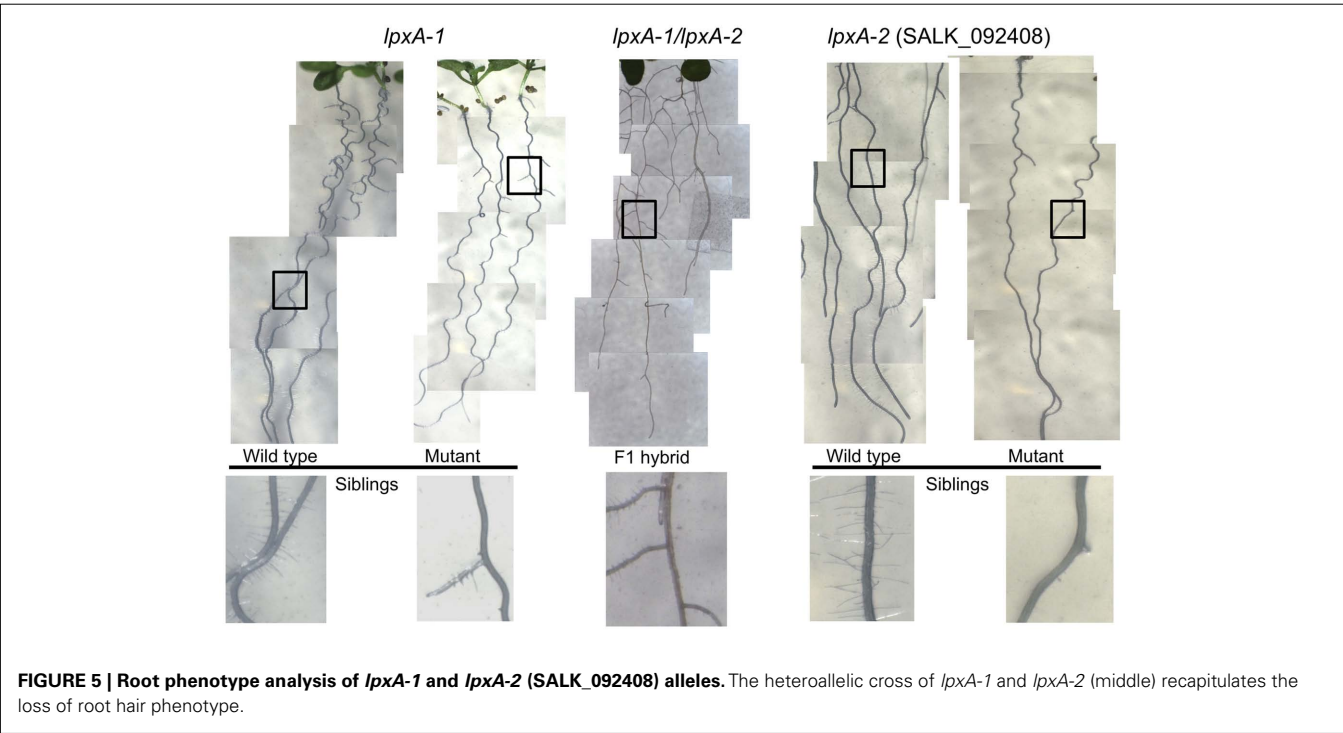 lpxA-1 lpxA-1/lpxA-2 lpxA-2 (SALK_092408)
Wild type Mutant F1 hybrid Wild type Mutant
Siblings Siblings
FIGURE 5 | Root phenotype analysis of lpxA-1 and lpxA-2 (SALK_092408) alleles. The heteroallelic cross of lpxA-1 and lpxA-2 (middle) recapitulates the
loss of root hair phenotype.